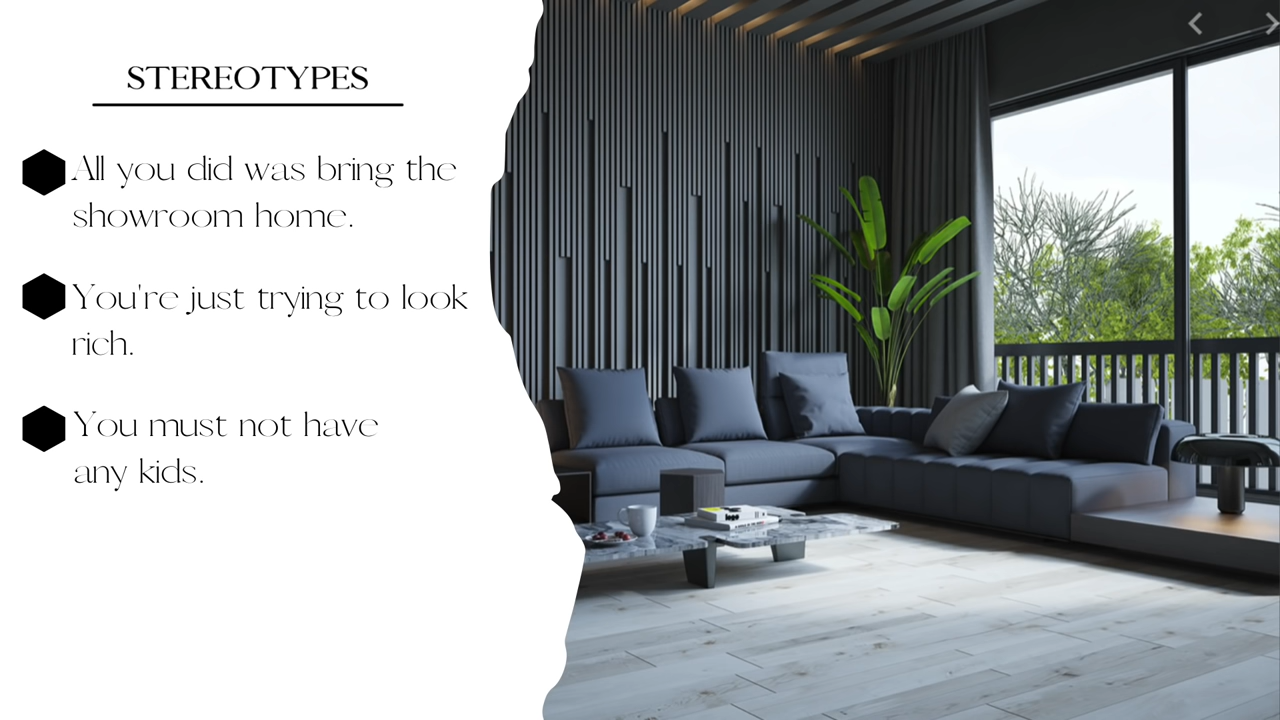 STEREOTYPES
All you did was bring the
showroom home.
You're just trying to look
rich.
You must not have
any kids.